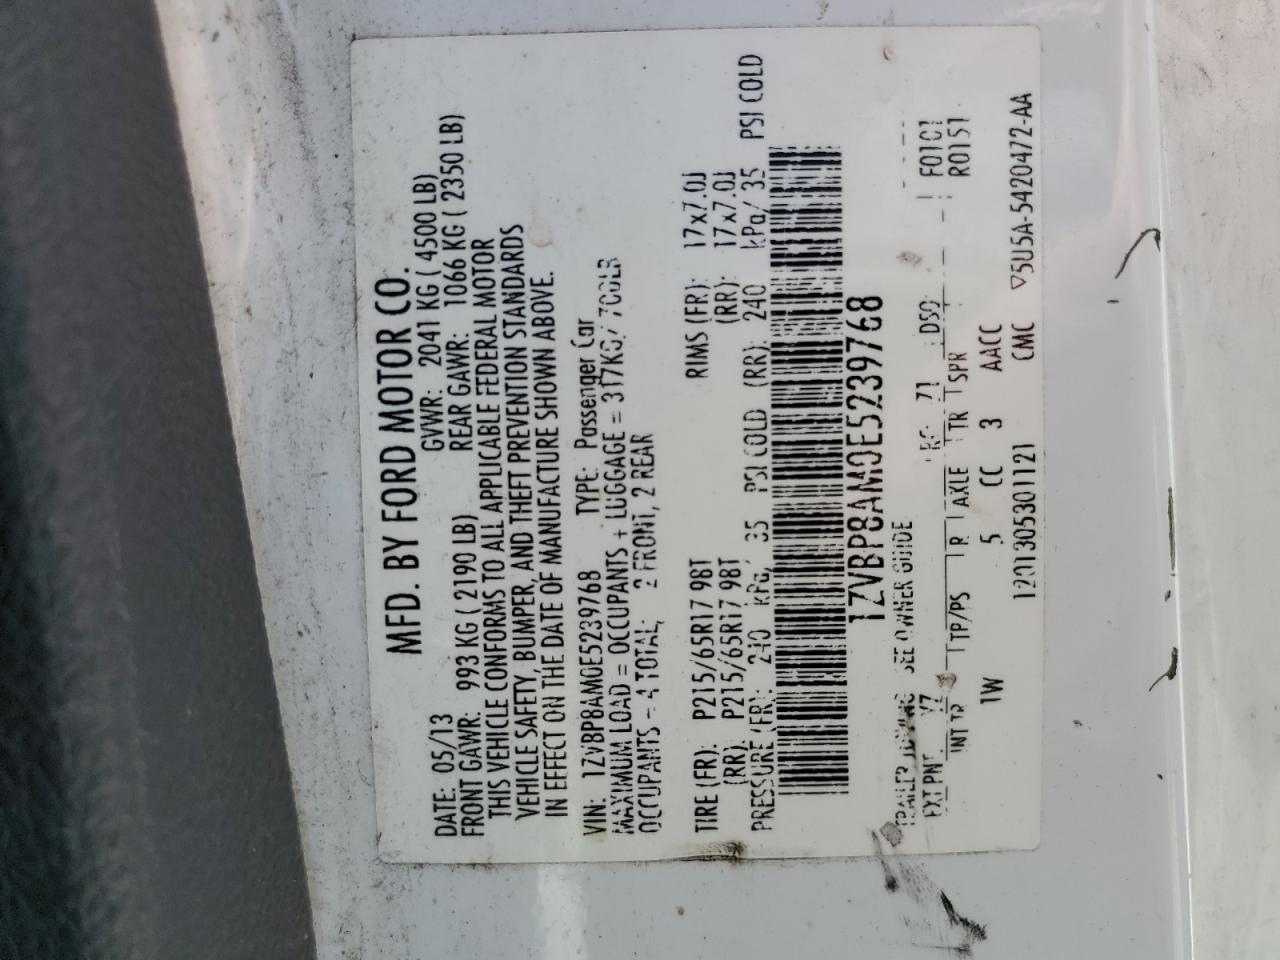 MFD. BY FORD MOTOR CO.
DATE: 05/13 GVWR: 2041 KG ( 4500 LB)
FRONT GAWR: 993 KG ( 2190 LB) REAR GAWR: 1066 KG ( 2350 LB)
THIS VEHICLE CONFORMS TO ALL APPLICABLE FEDERAL MOTOR
VEHICLE SAFETY, BUMPER, AND THEFT PREVENTION STANDARDS
IN EFFECT ON THE DATE OF MANUFACTURE SHOWN ABOVE.
VIN: 1ZVBP8AM0E5239768 TYPE: Passenger Car
MAXIMUM LOAD = OCCUPANTS + LUGGAGE = 317KG/ 700LB
OCCUPANTS = 4 TOTAL, 2 FRONT, 2 REAR
TIRE (FR): P215/65R17 98T RIMS (FR): 17x7.0J
(RR): P215/65R17 98T (RR): 17x7.0J
PRESSURE (FR): 240 kPa/ 35 PSI COLD (RR): 240 kPa/ 35 PSI COLD
1ZVBP8AM0E5239768
TRAILER TOWING SEE OWNER GUIDE
EXT PNT YZ RC: 71 DSO: F0101
INT TR TP/PS R AXLE TR SPR R0151
1W 5 CC 3 AACC
1201305301121 CMC ▽5U5A-5420472-AA